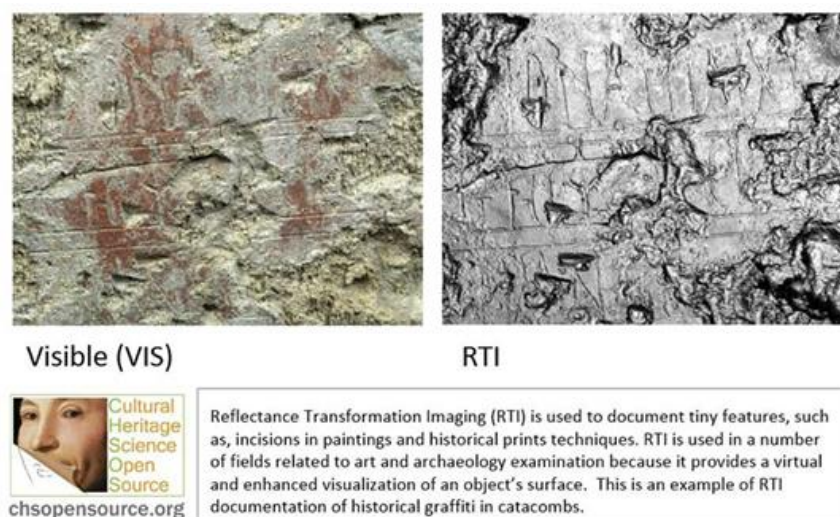 Visible (VIS)
RTI
Cultural
Heritage
Science
Open
Source
chsopensource.org
Reflectance Transformation Imaging (RTI) is used to document tiny features, such
as, incisions in paintings and historical prints techniques. RTI is used in a number
of fields related to art and archaeology examination because it provides a virtual
and enhanced visualization of an object's surface.  This is an example of RTI
documentation of historical graffiti in catacombs.